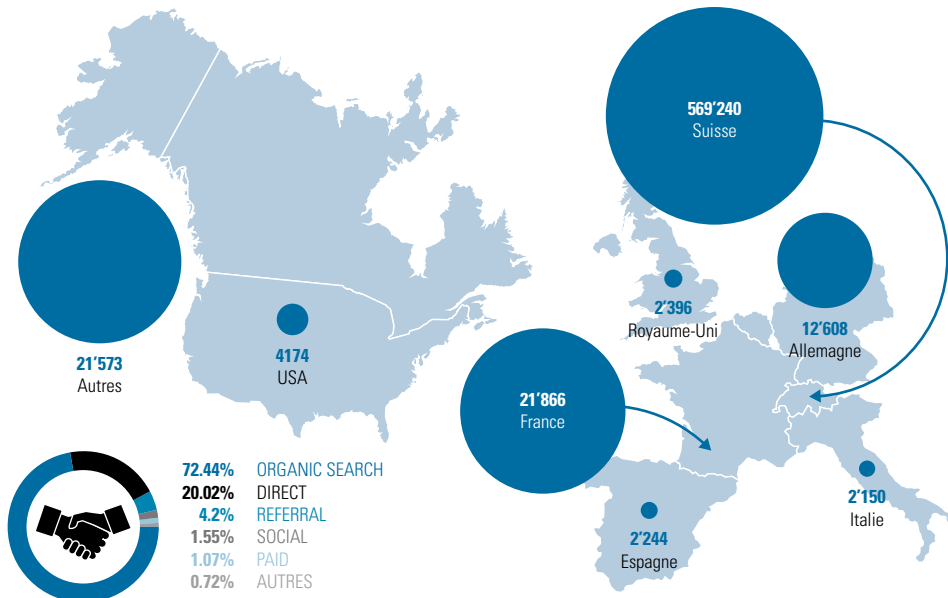 569’240
Suisse
2’396
Royaume-Uni
12’608
Allemagne
21’573
Autres
4174
USA
21’866
France
2’150
Italie
2’244
Espagne
72.44% ORGANIC SEARCH
20.02% DIRECT
4.2% REFERRAL
1.55% SOCIAL
1.07% PAID
0.72% AUTRES